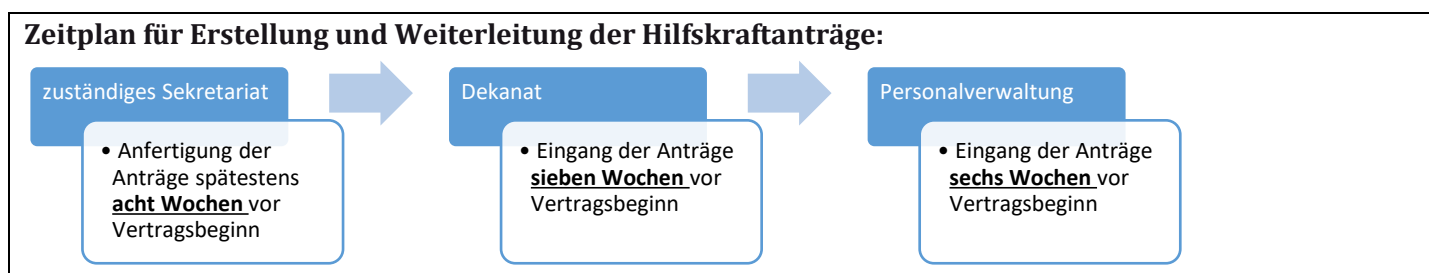 Zeitplan für Erstellung und Weiterleitung der Hilfskraftanträge:
zuständiges Sekretariat
• Anfertigung der
Anträge spätestens
acht Wochen vor
Vertragsbeginn
Dekanat
• Eingang der Anträge
sieben Wochen vor
Vertragsbeginn
Personalverwaltung
• Eingang der Anträge
sechs Wochen vor
Vertragsbeginn